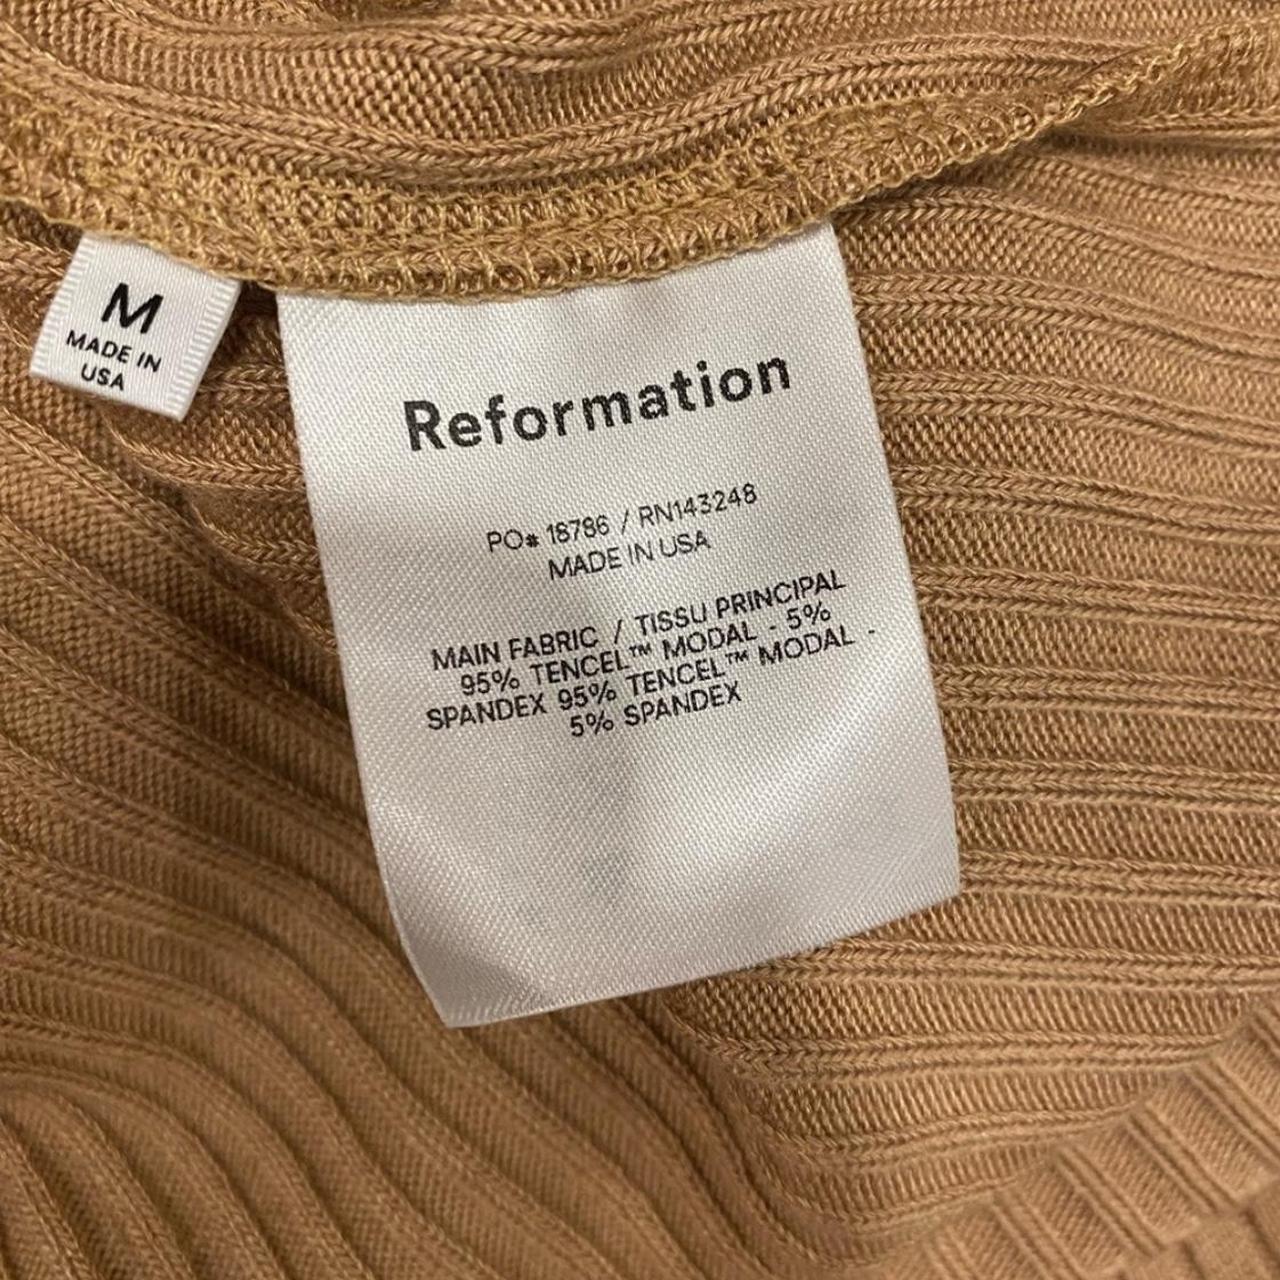 M
MADE IN
USA
Reformation
PO# 18786 / RN143248
MADE IN USA
MAIN FABRIC / TISSU PRINCIPAL
95% TENCEL™ MODAL - 5%
SPANDEX 95% TENCEL™ MODAL -
5% SPANDEX